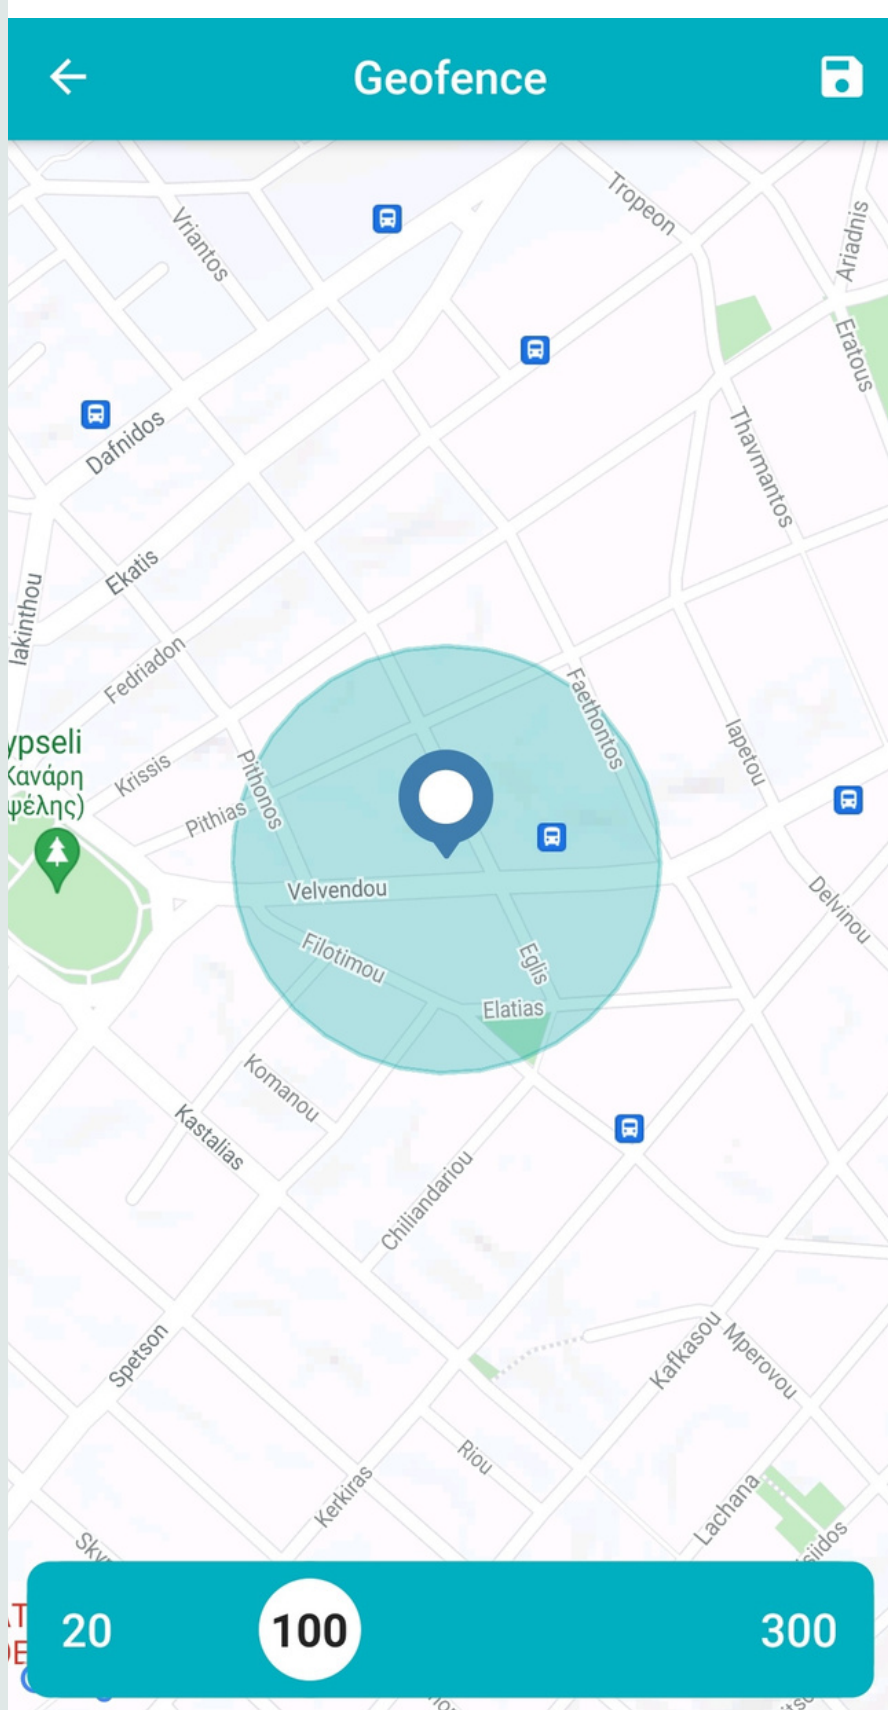 Geofence
Tropeon
Ariadnis
Vriantos
Eratous
Dafnidos
Thavmantos
Ekatis
Iakinthou
Fedriadon
Faethontos
ypseli
Κανάρη
ψέλης)
Krissis
Pithonos
Iapetou
Pithias
Velvendou
Delvinou
Filotimou
Eglis
Elatias
Komanou
Kastalias
Chiliandariou
Spetson
Kafkasou
Mperovou
Riou
Kerkiras
Lachana
20
100
300